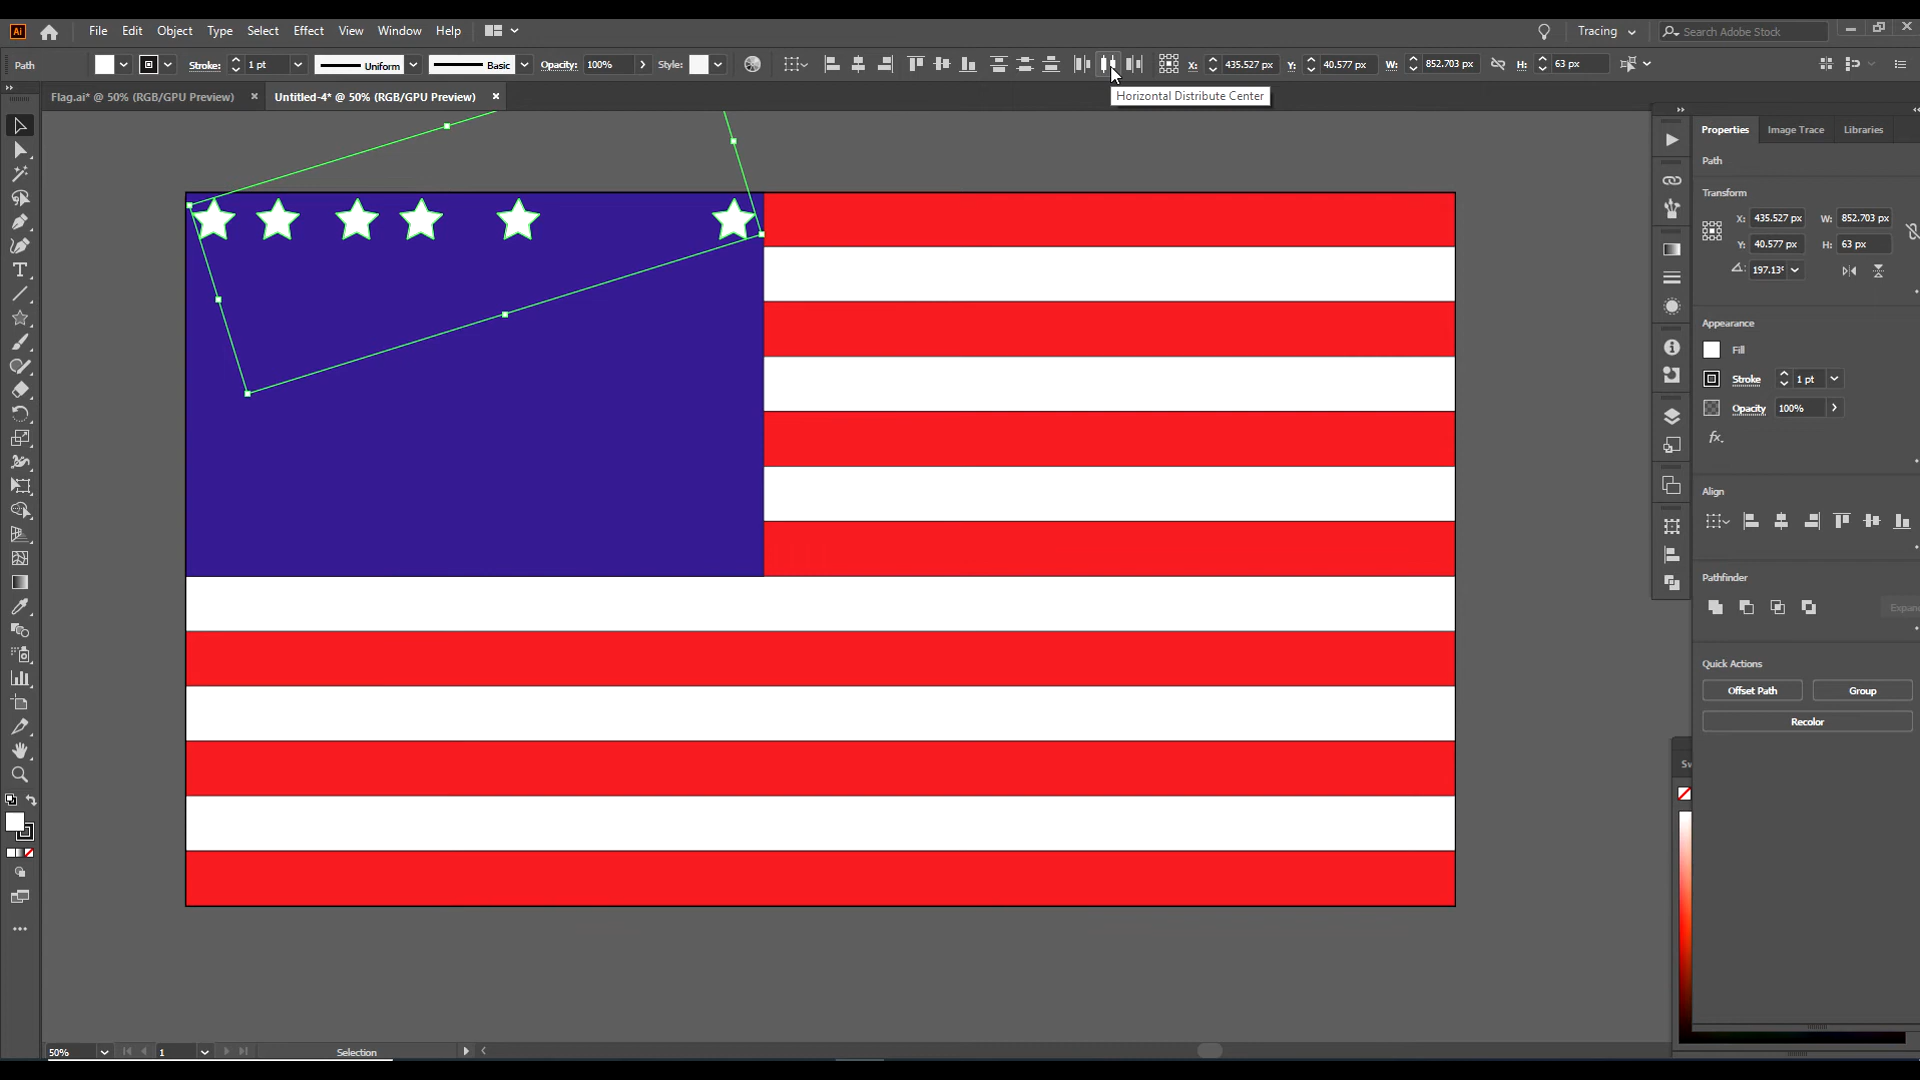 Ai File Edit Object Type Select Effect View Window Help Tracing Search Adobe Stock
Path Stroke: 1 pt Uniform Basic Opacity: 100% Style: X: 435.527 px Y: 40.577 px W: 852.703 px H: 63 px
Flag.ai* @ 50% (RGB/GPU Preview) × Untitled-4* @ 50% (RGB/GPU Preview) ×
Horizontal Distribute Center
Properties Image Trace Libraries
Path
Transform
X: 435.527 px W: 852.703 px
Y: 40.577 px H: 63 px
197.13°
Appearance
Fill
Stroke 1 pt
Opacity 100%
fx.
Align
Pathfinder
Expand
Quick Actions
Offset Path Group
Recolor
50% 1 Selection